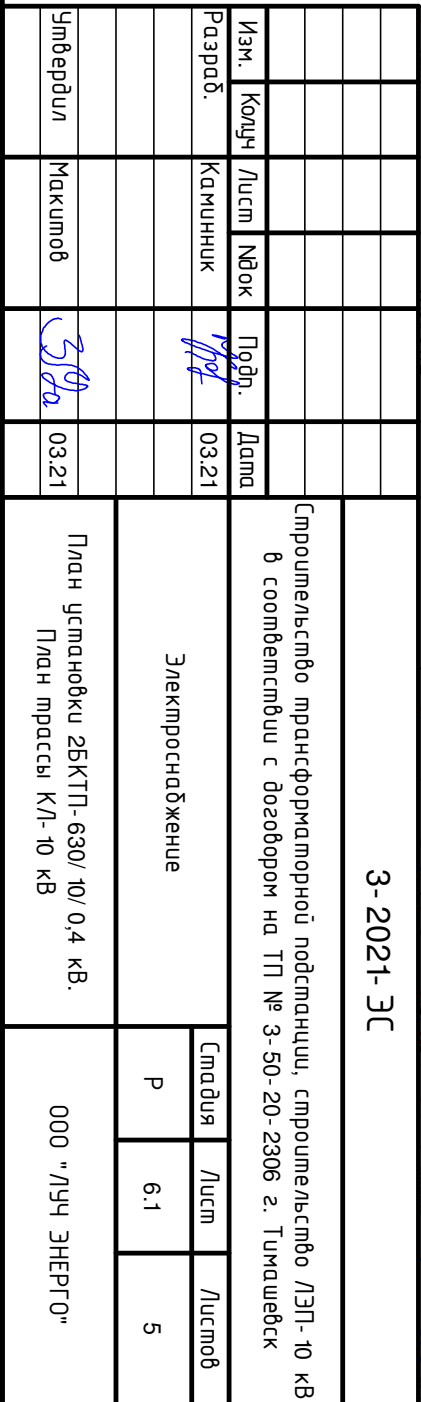 3-2021-ЭС
Строительство трансформаторной подстанции, строительство ЛЭП-10 кВ
в соответствии с договором на ТП № 3-50-20-2306 г. Тимашевск
Изм. Колуч Лист Nдок Подп. Дата
Разраб. Каминник 03.21
Утвердил Макитов 03.21
Электроснабжение
Стадия Лист Листов
Р 6.1 5
План установки 2БКТП-630/10/0,4 кВ.
План трассы КЛ-10 кВ
ООО "ЛУЧ ЭНЕРГО"